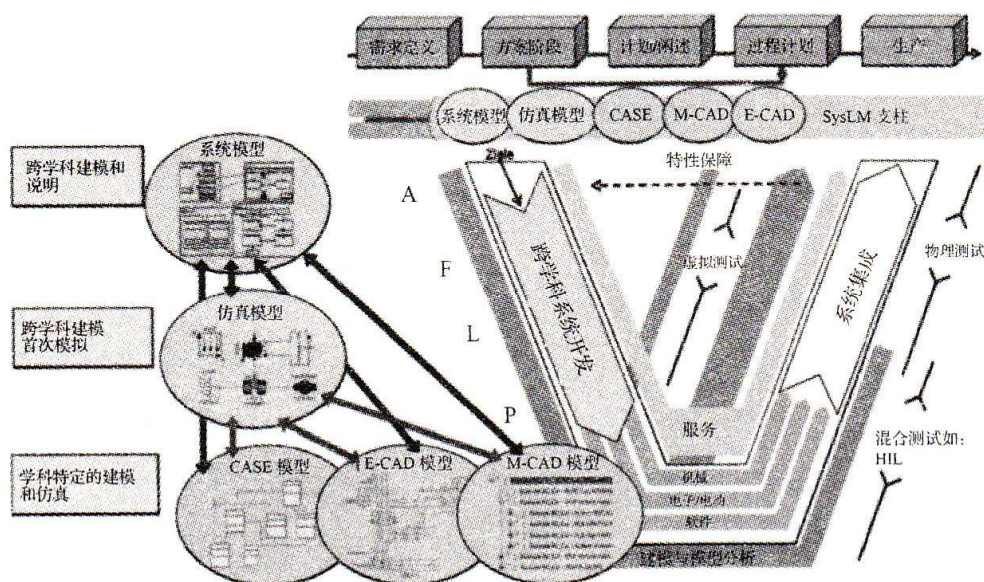 需求定义
方案阶段
计划/阐述
过程计划
生产
系统模型
仿真模型
CASE
M-CAD
E-CAD
SysLM 支柱
跨学科建模和
说明
系统模型
Ziele
特性保障
A
F
L
P
跨学科系统开发
虚拟测试
系统集成
物理测试
跨学科建模
首次模拟
仿真模型
服务
混合测试如:
HIL
学科特定的建模
和仿真
CASE 模型
E-CAD 模型
M-CAD 模型
机械
电子/电动
软件
建模与模型分析